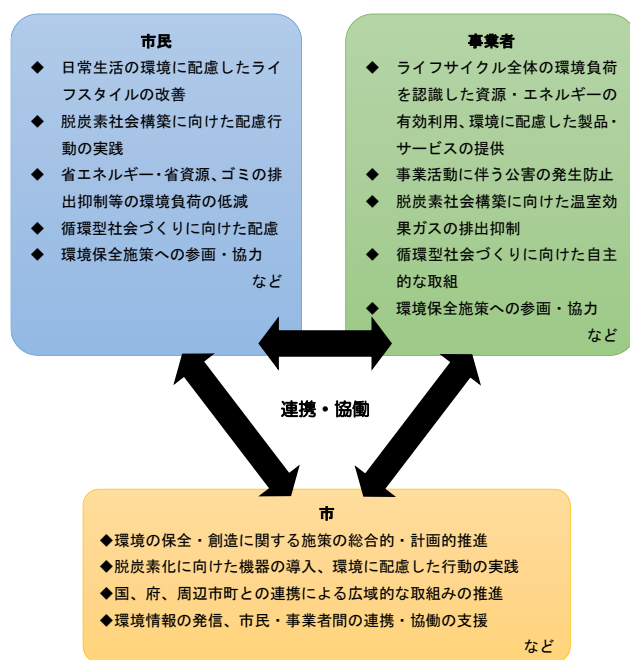 市民
◆ 日常生活の環境に配慮したライ
フスタイルの改善
◆ 脱炭素社会構築に向けた配慮行
動の実践
◆ 省エネルギー・省資源、ゴミの排
出抑制等の環境負荷の低減
◆ 循環型社会づくりに向けた配慮
◆ 環境保全施策への参画・協力
など
事業者
◆ ライフサイクル全体の環境負荷
を認識した資源・エネルギーの
有効利用、環境に配慮した製品・
サービスの提供
◆ 事業活動に伴う公害の発生防止
◆ 脱炭素社会構築に向けた温室効
果ガスの排出抑制
◆ 循環型社会づくりに向けた自主
的な取組
◆ 環境保全施策への参画・協力
など
連携・協働
市
◆環境の保全・創造に関する施策の総合的・計画的推進
◆脱炭素化に向けた機器の導入、環境に配慮した行動の実践
◆国、府、周辺市町との連携による広域的な取組みの推進
◆環境情報の発信、市民・事業者間の連携・協働の支援
など